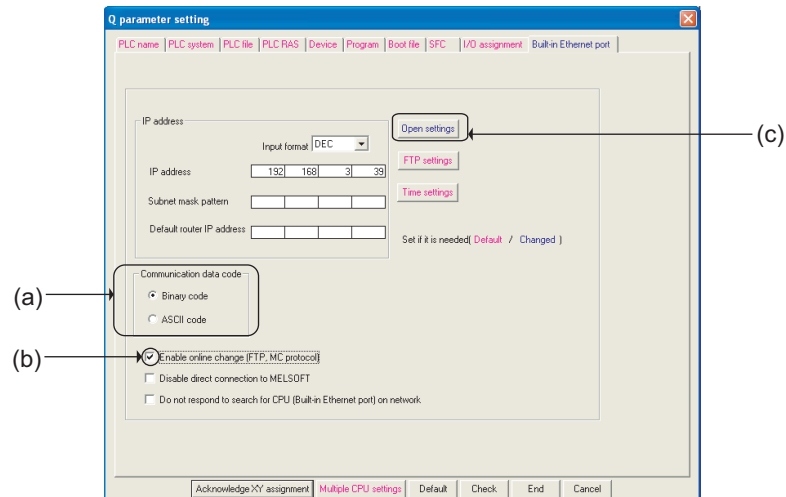 Q parameter setting
PLC name PLC system PLC file PLC RAS Device Program Boot file SFC I/O assignment Built-in Ethernet port
IP address
Input format DEC
IP address 192 168 3 39
Subnet mask pattern
Default router IP address
Open settings
FTP settings
Time settings
Set if it is needed( Default / Changed )
(c)
Communication data code
Binary code
ASCII code
(a)
(b)
Enable online change (FTP, MC protocol)
Disable direct connection to MELSOFT
Do not respond to search for CPU (Built-in Ethernet port) on network
Acknowledge XY assignment Multiple CPU settings Default Check End Cancel